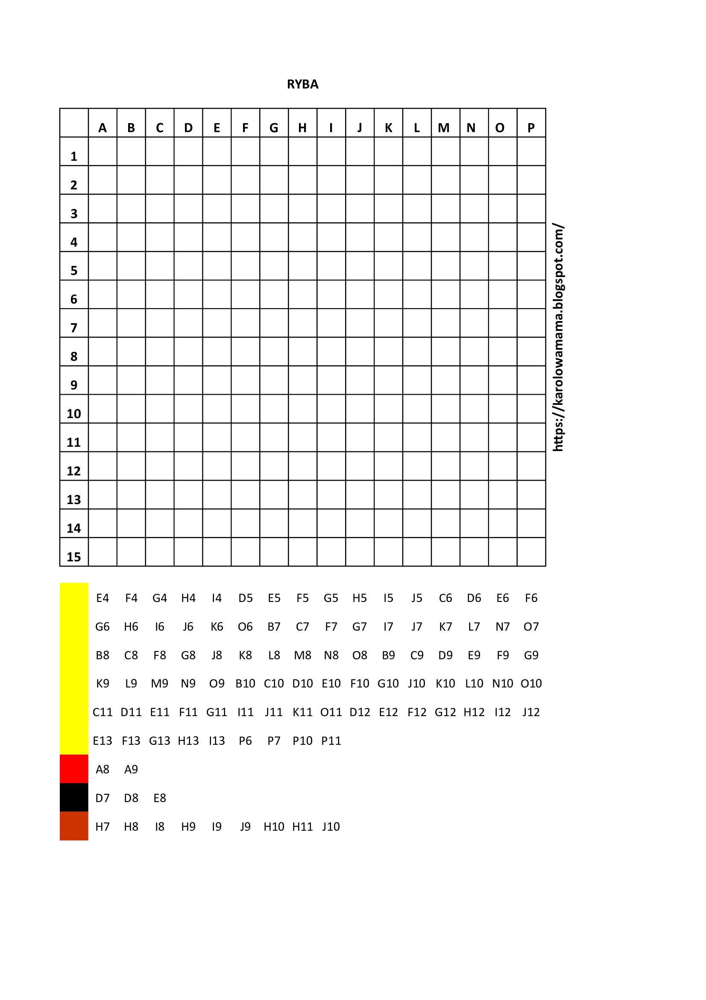 RYBA
A B C D E F G H I J K L M N O P
1
2
3
4
5
6
7
8
9
10
11
12
13
14
15
https://karolowamama.blogspot.com/
E4 F4 G4 H4 I4 D5 E5 F5 G5 H5 I5 J5 C6 D6 E6 F6
G6 H6 I6 J6 K6 O6 B7 C7 F7 G7 I7 J7 K7 L7 N7 O7
B8 C8 F8 G8 J8 K8 L8 M8 N8 O8 B9 C9 D9 E9 F9 G9
K9 L9 M9 N9 O9 B10 C10 D10 E10 F10 G10 J10 K10 L10 N10 O10
C11 D11 E11 F11 G11 I11 J11 K11 O11 D12 E12 F12 G12 H12 I12 J12
E13 F13 G13 H13 I13 P6 P7 P10 P11
A8 A9
D7 D8 E8
H7 H8 I8 H9 I9 J9 H10 H11 J10